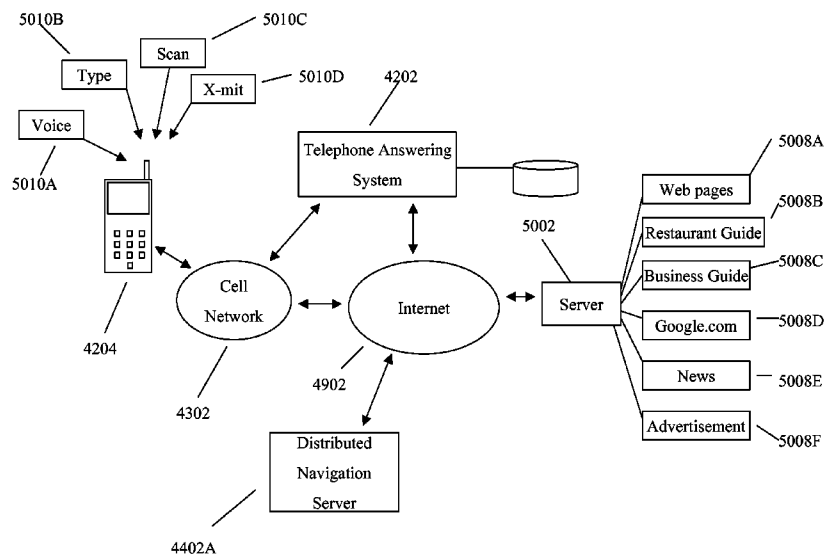 5010B
5010C
Scan
Type
X-mit
5010D
4202
Voice
5010A
Telephone Answering
System
5008A
Web pages
5008B
Restaurant Guide
5002
5008C
Business Guide
Cell
Network
Internet
Server
Google.com
5008D
4204
4902
News
5008E
4302
Advertisement
5008F
Distributed
Navigation
Server
4402A